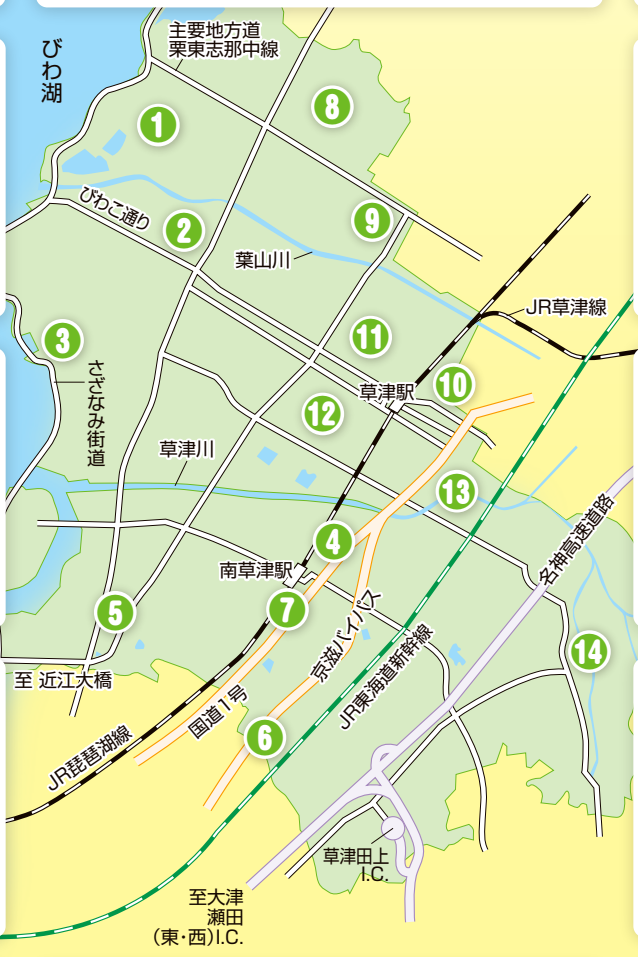 主要地方道
栗東志那中線
びわ湖
8
1
びわこ通り
2
9
葉山川
JR草津線
3
11
さざなみ街道
草津駅
10
12
草津川
13
名神高速道路
4
南草津駅
7
5
京滋バイパス
JR東海道新幹線
14
至 近江大橋
国道1号
6
JR琵琶湖線
草津田上
I.C.
至大津
瀬田
(東・西)I.C.